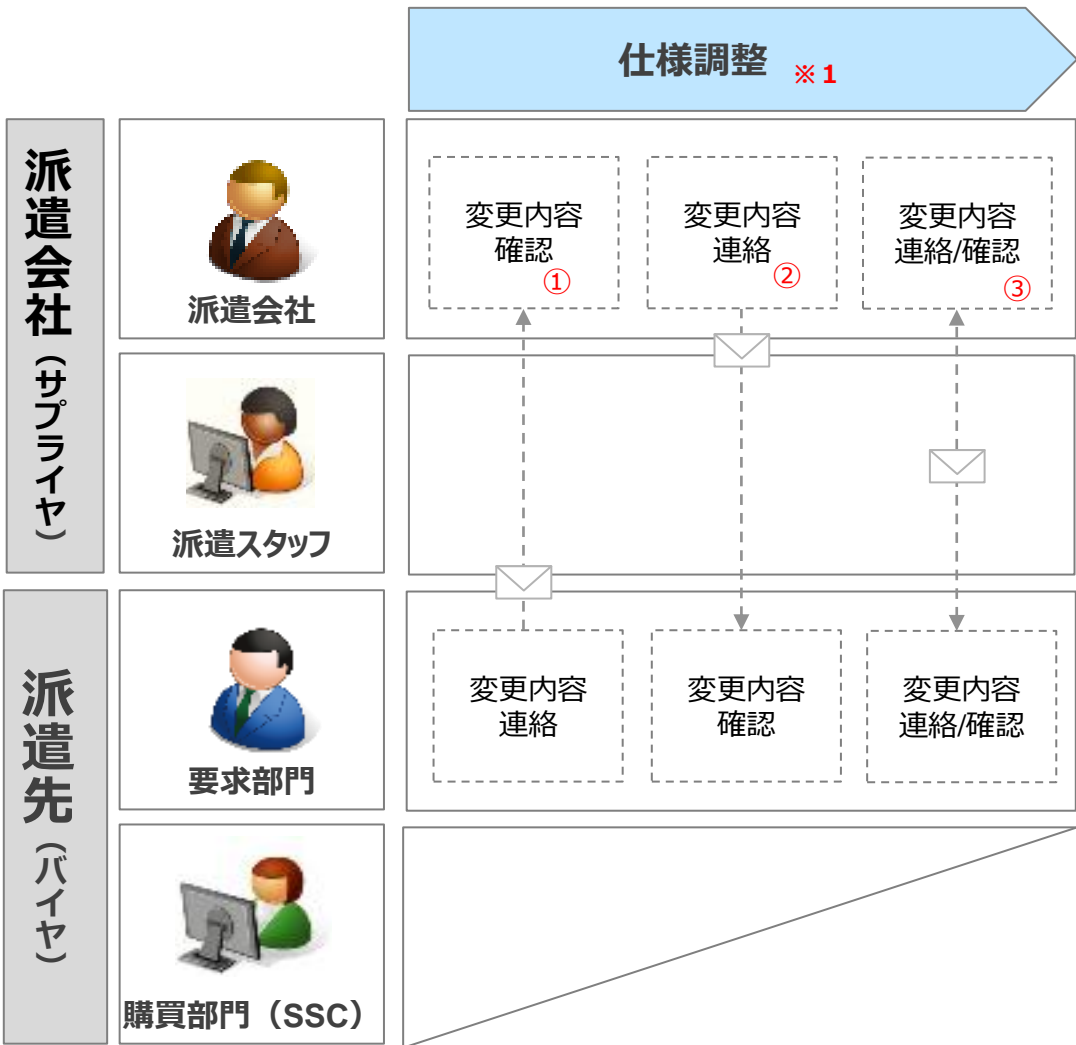 仕様調整 ※1
派遣会社(サプライヤ)
派遣会社
変更内容
確認
①
変更内容
連絡
②
変更内容
連絡/確認
③
派遣スタッフ
派遣先(バイヤ)
要求部門
変更内容
連絡
変更内容
確認
変更内容
連絡/確認
購買部門(SSC)